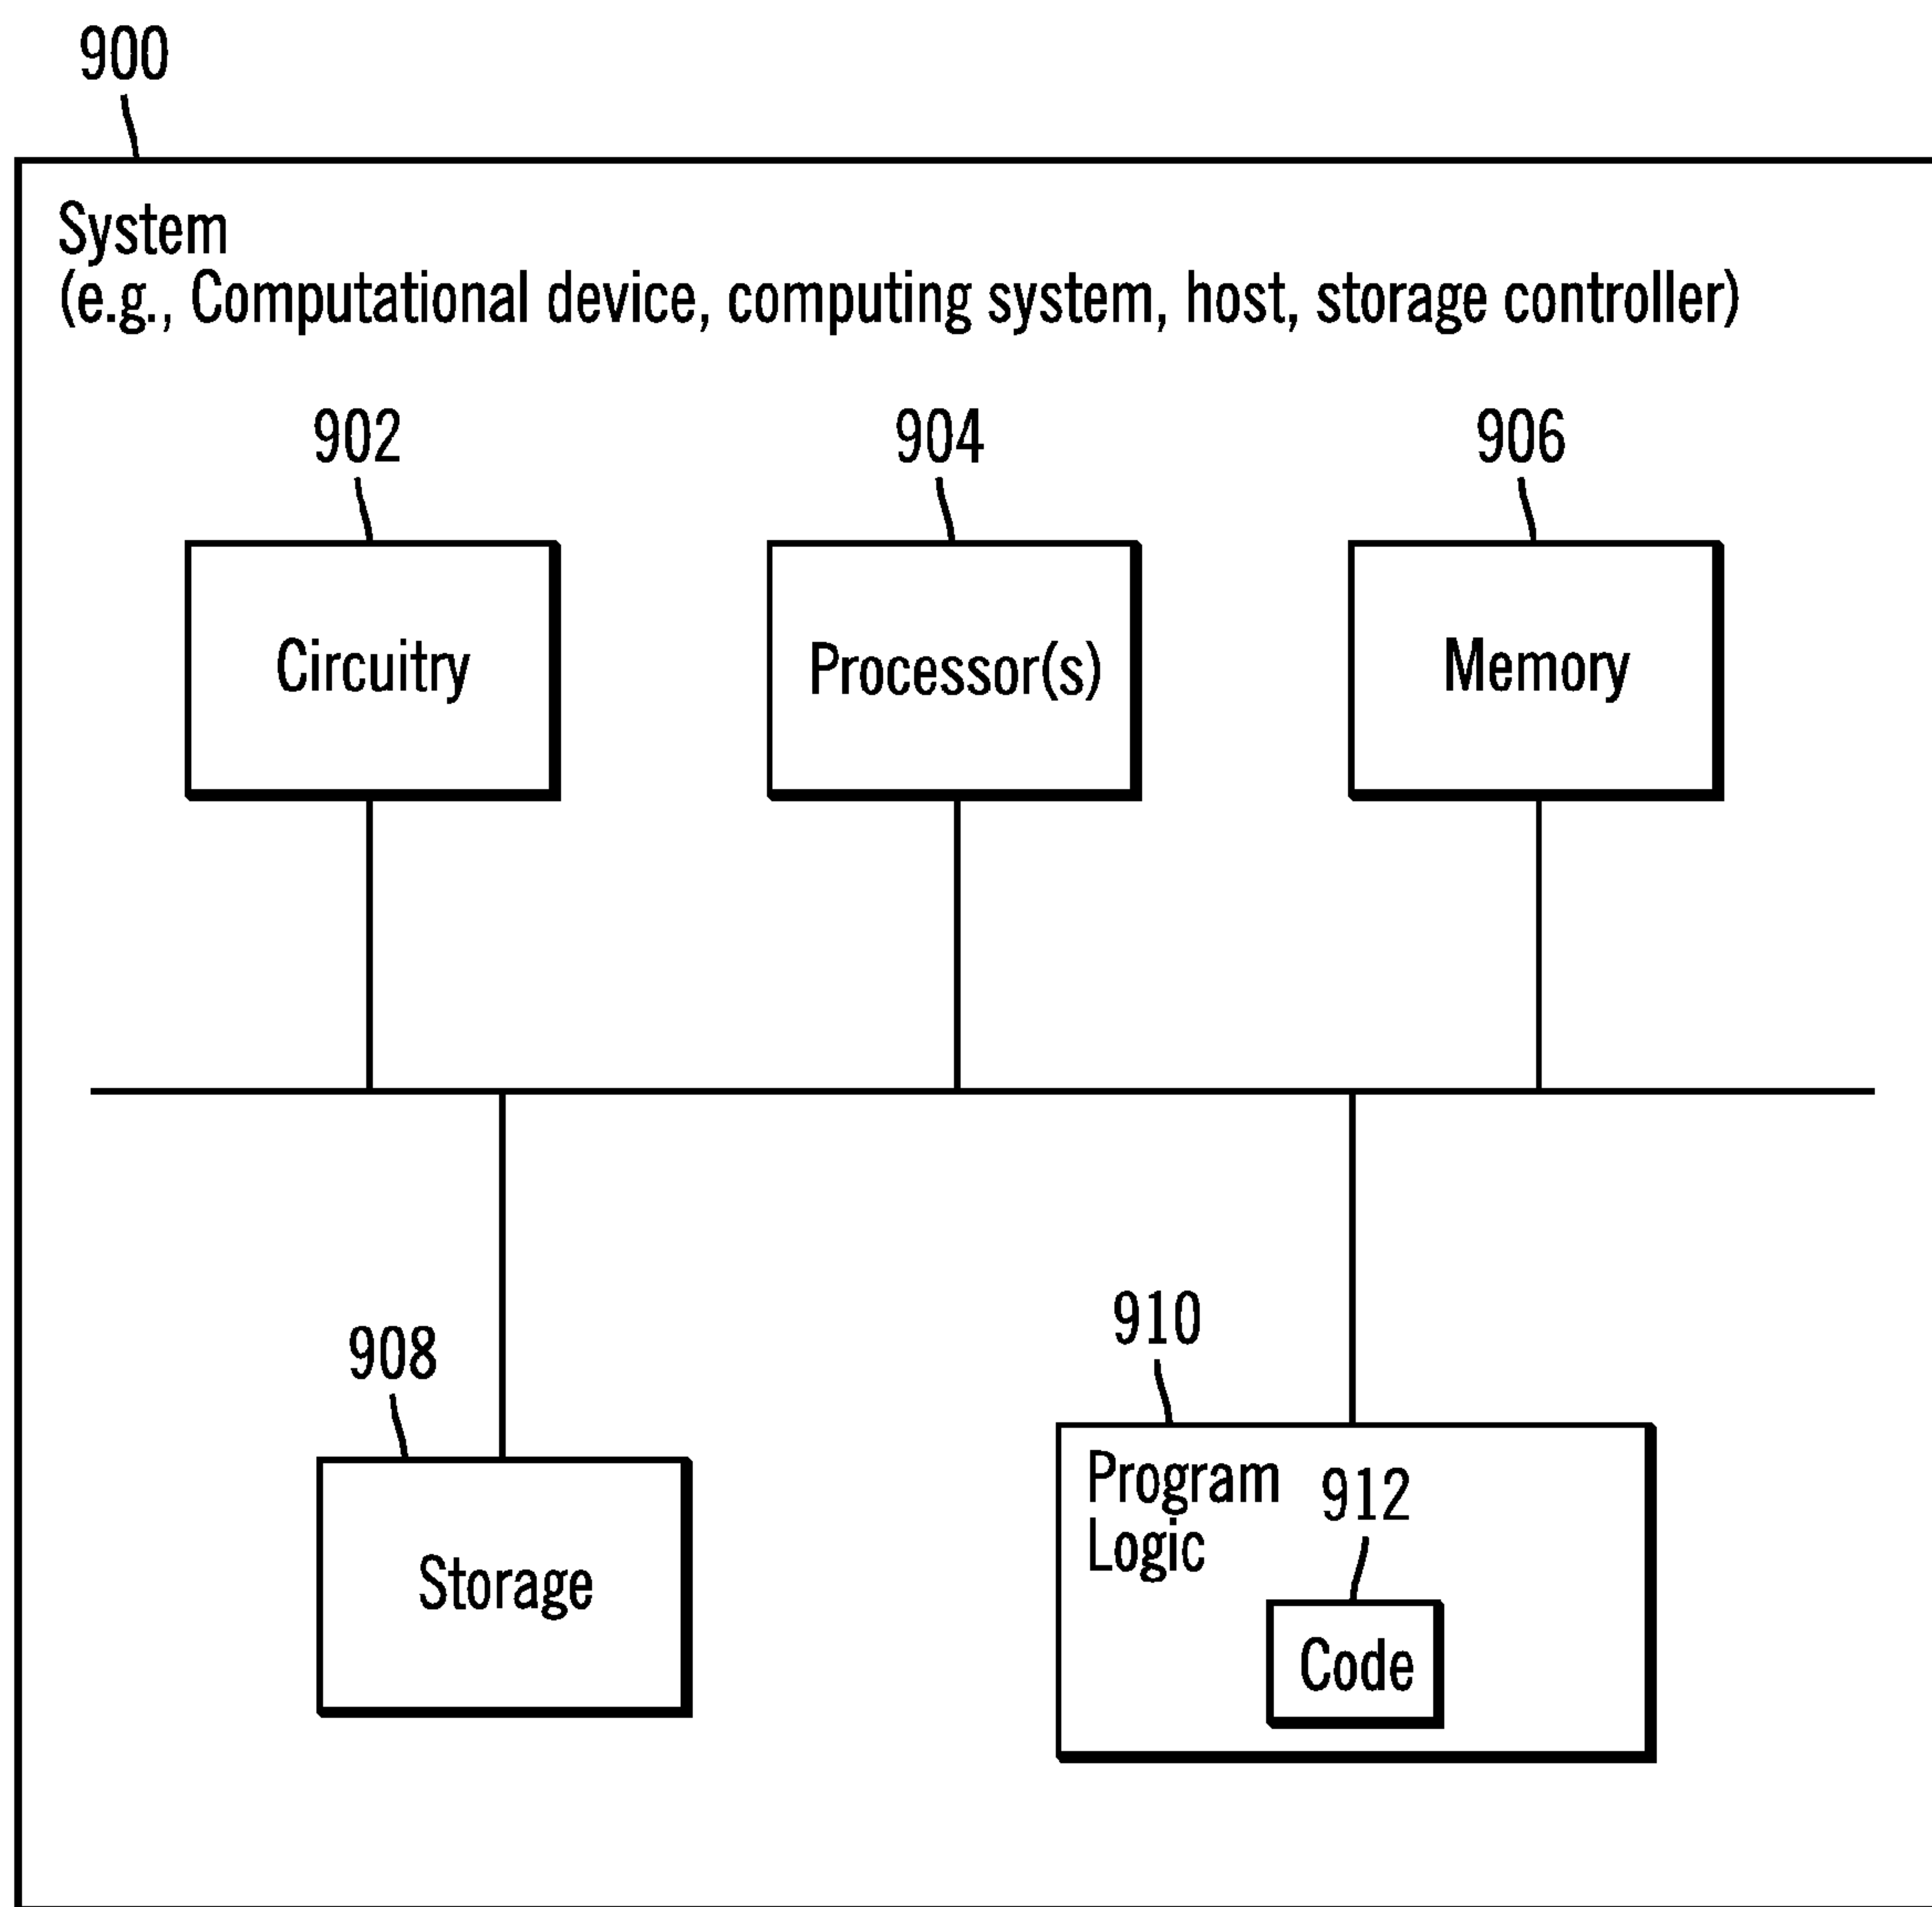 900
System
(e.g., Computational device, computing system, host, storage controller)
902
904
906
Circuitry
Processor(s)
Memory
908
910
Storage
Program
Logic
912
Code